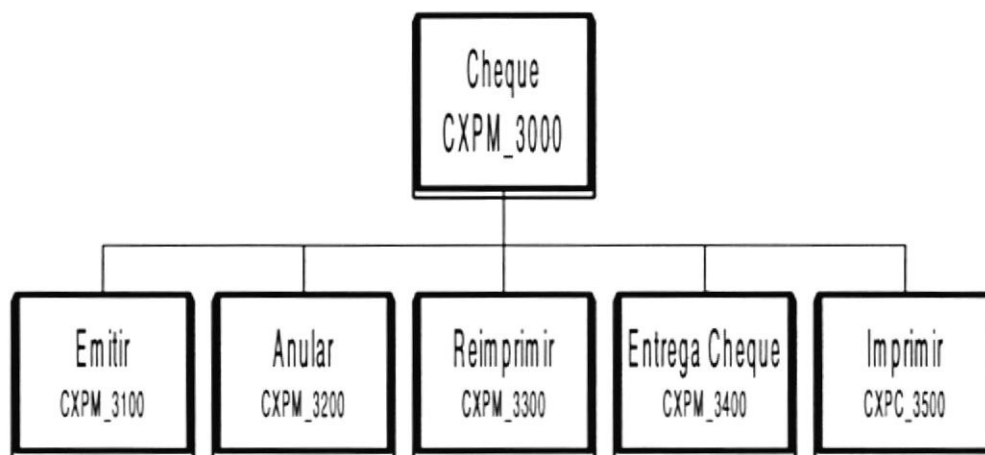 Cheque
CXPM_3000
Emitir
CXPM_3100
Anular
CXPM_3200
Reimprimir
CXPM_3300
Entrega Cheque
CXPM_3400
Imprimir
CXPC_3500